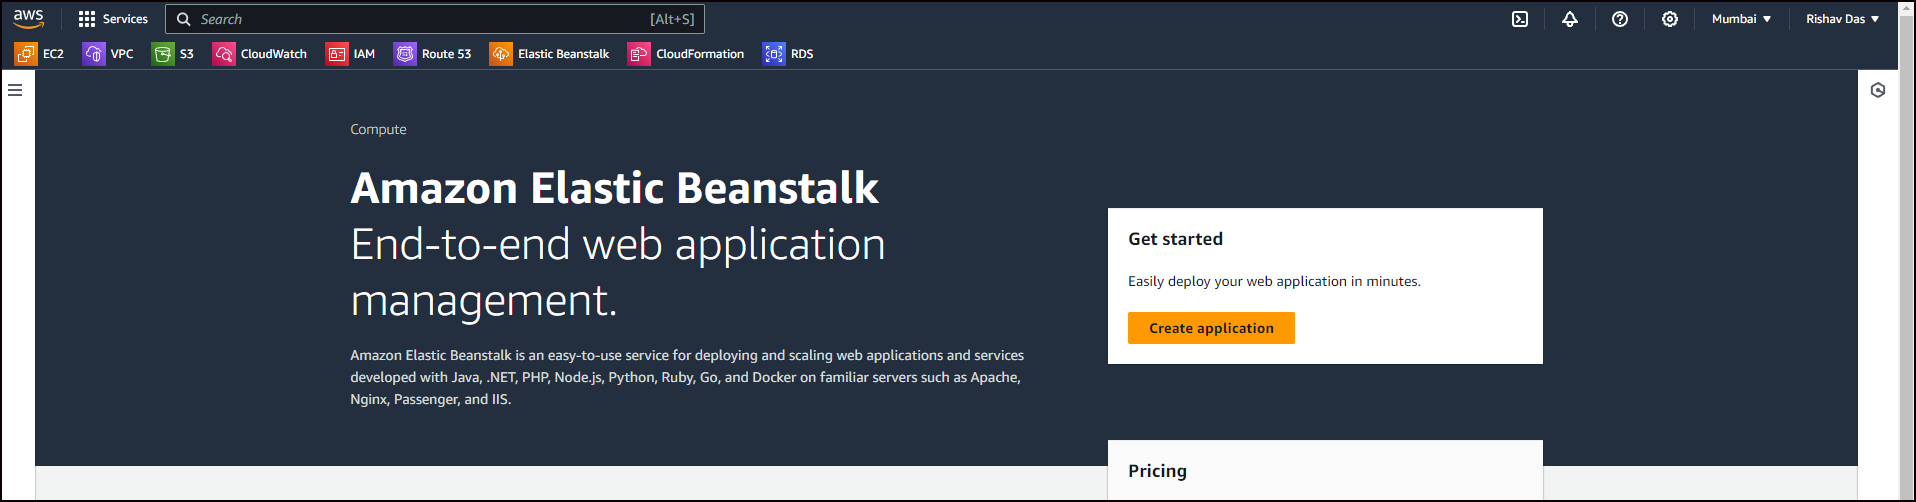 aws Services Search [Alt+S] Mumbai Rishav Das
EC2 VPC S3 CloudWatch IAM Route 53 Elastic Beanstalk CloudFormation RDS
Compute
Amazon Elastic Beanstalk
End-to-end web application
management.
Amazon Elastic Beanstalk is an easy-to-use service for deploying and scaling web applications and services
developed with Java, .NET, PHP, Node.js, Python, Ruby, Go, and Docker on familiar servers such as Apache,
Nginx, Passenger, and IIS.
Get started
Easily deploy your web application in minutes.
Create application
Pricing